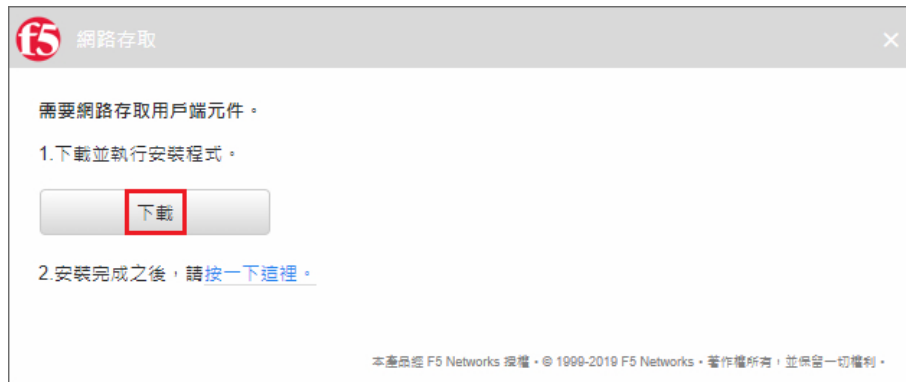 f5 網路存取
需要網路存取用戶端元件。
1.下載並執行安裝程式。
下載
2.安裝完成之後，請按一下這裡。
本產品經 F5 Networks 授權。© 1999-2019 F5 Networks。著作權所有，並保留一切權利。